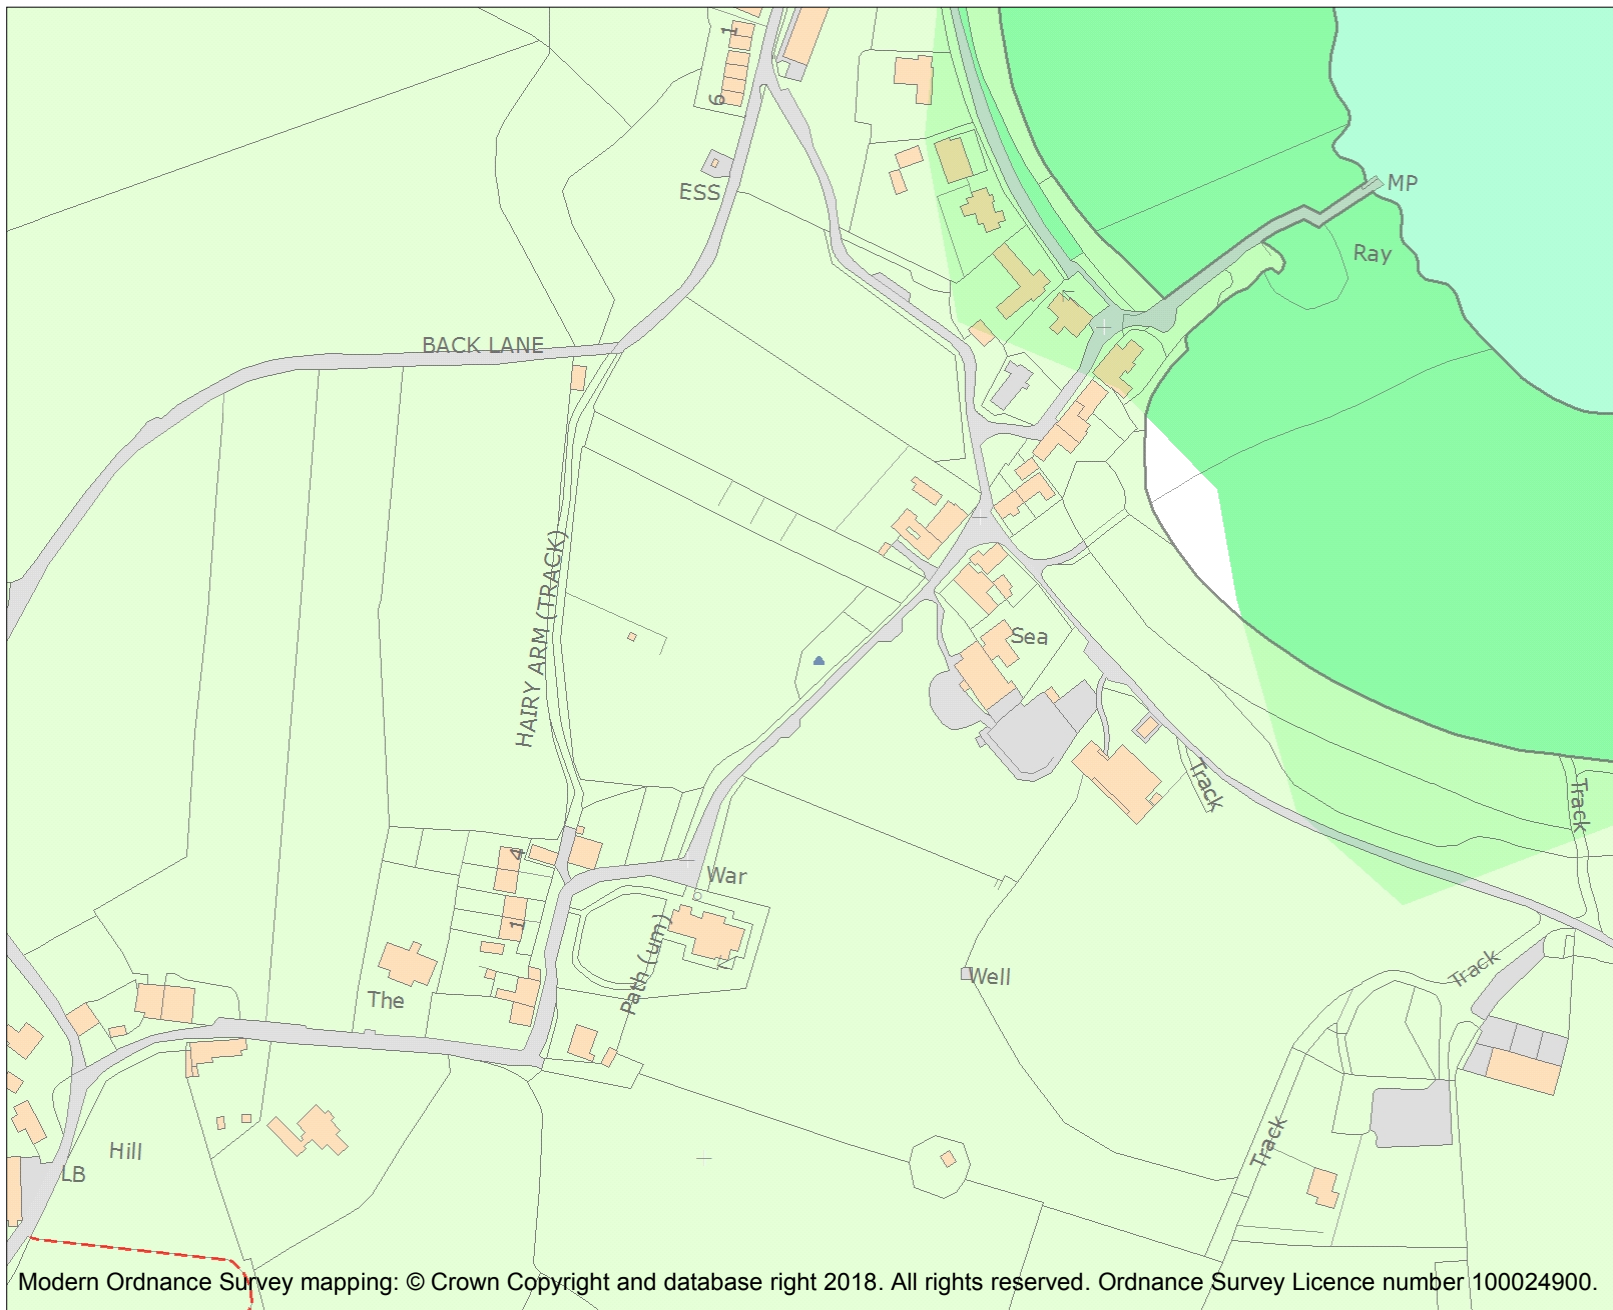 1
6
ESS
MP
Ray
BACK LANE
HAIRY ARM (TRACK)
Sea
Track
Track
4
War
1
Path (um)
The
Well
Track
Track
Hill
LB
Modern Ordnance Survey mapping: © Crown Copyright and database right 2018. All rights reserved. Ordnance Survey Licence number 100024900.